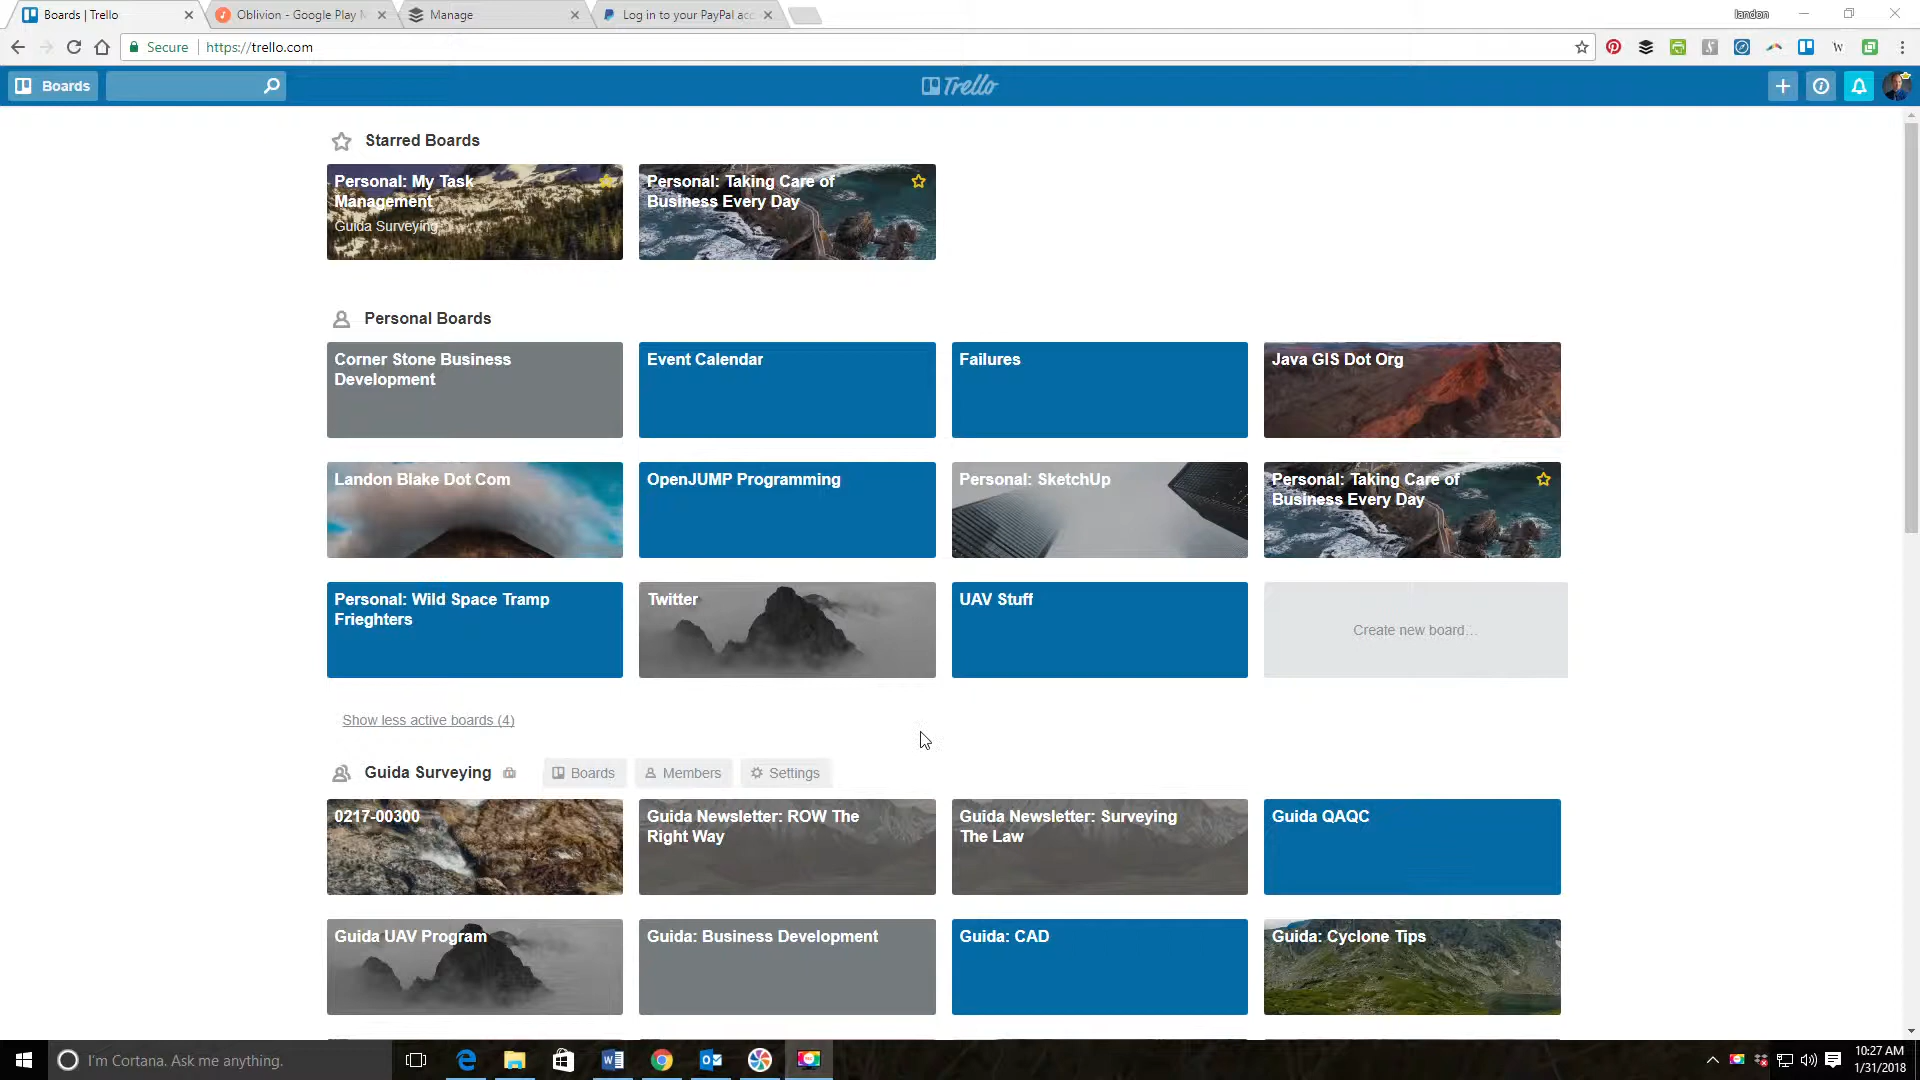 Boards | Trello
Oblivion - Google Play M
Manage
Log in to your PayPal acc
landon
Secure
https://trello.com
Boards
Trello
Starred Boards
Personal: My Task
Management
Guida Surveying
Personal: Taking Care of
Business Every Day
Personal Boards
Corner Stone Business
Development
Event Calendar
Failures
Java GIS Dot Org
Landon Blake Dot Com
OpenJUMP Programming
Personal: SketchUp
Personal: Taking Care of
Business Every Day
Personal: Wild Space Tramp
Frieghters
Twitter
UAV Stuff
Create new board…
Show less active boards (4)
Guida Surveying
Boards
Members
Settings
0217-00300
Guida Newsletter: ROW The
Right Way
Guida Newsletter: Surveying
The Law
Guida QAQC
Guida UAV Program
Guida: Business Development
Guida: CAD
Guida: Cyclone Tips
I'm Cortana. Ask me anything.
10:27 AM
1/31/2018